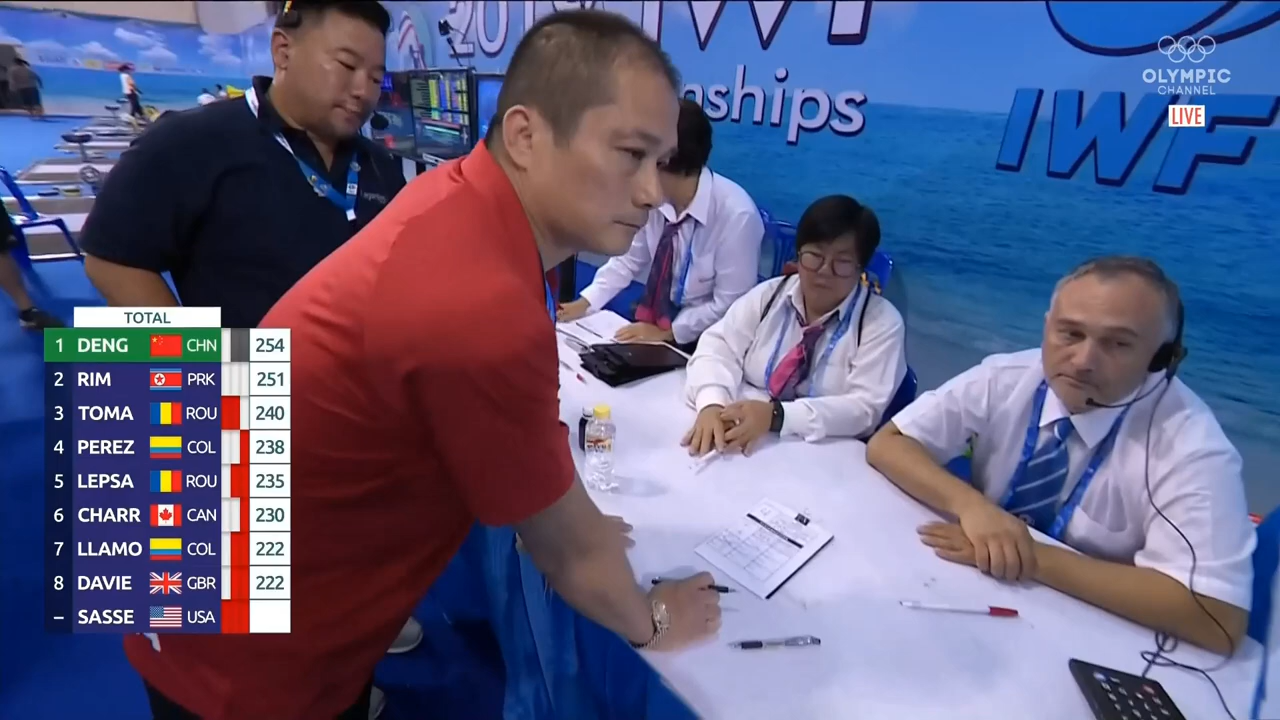 2019 IWF
nships
IWF
OLYMPIC
CHANNEL
LIVE
TOTAL
1 DENG CHN 254
2 RIM PRK 251
3 TOMA ROU 240
4 PEREZ COL 238
5 LEPSA ROU 235
6 CHARR CAN 230
7 LLAMO COL 222
8 DAVIE GBR 222
– SASSE USA